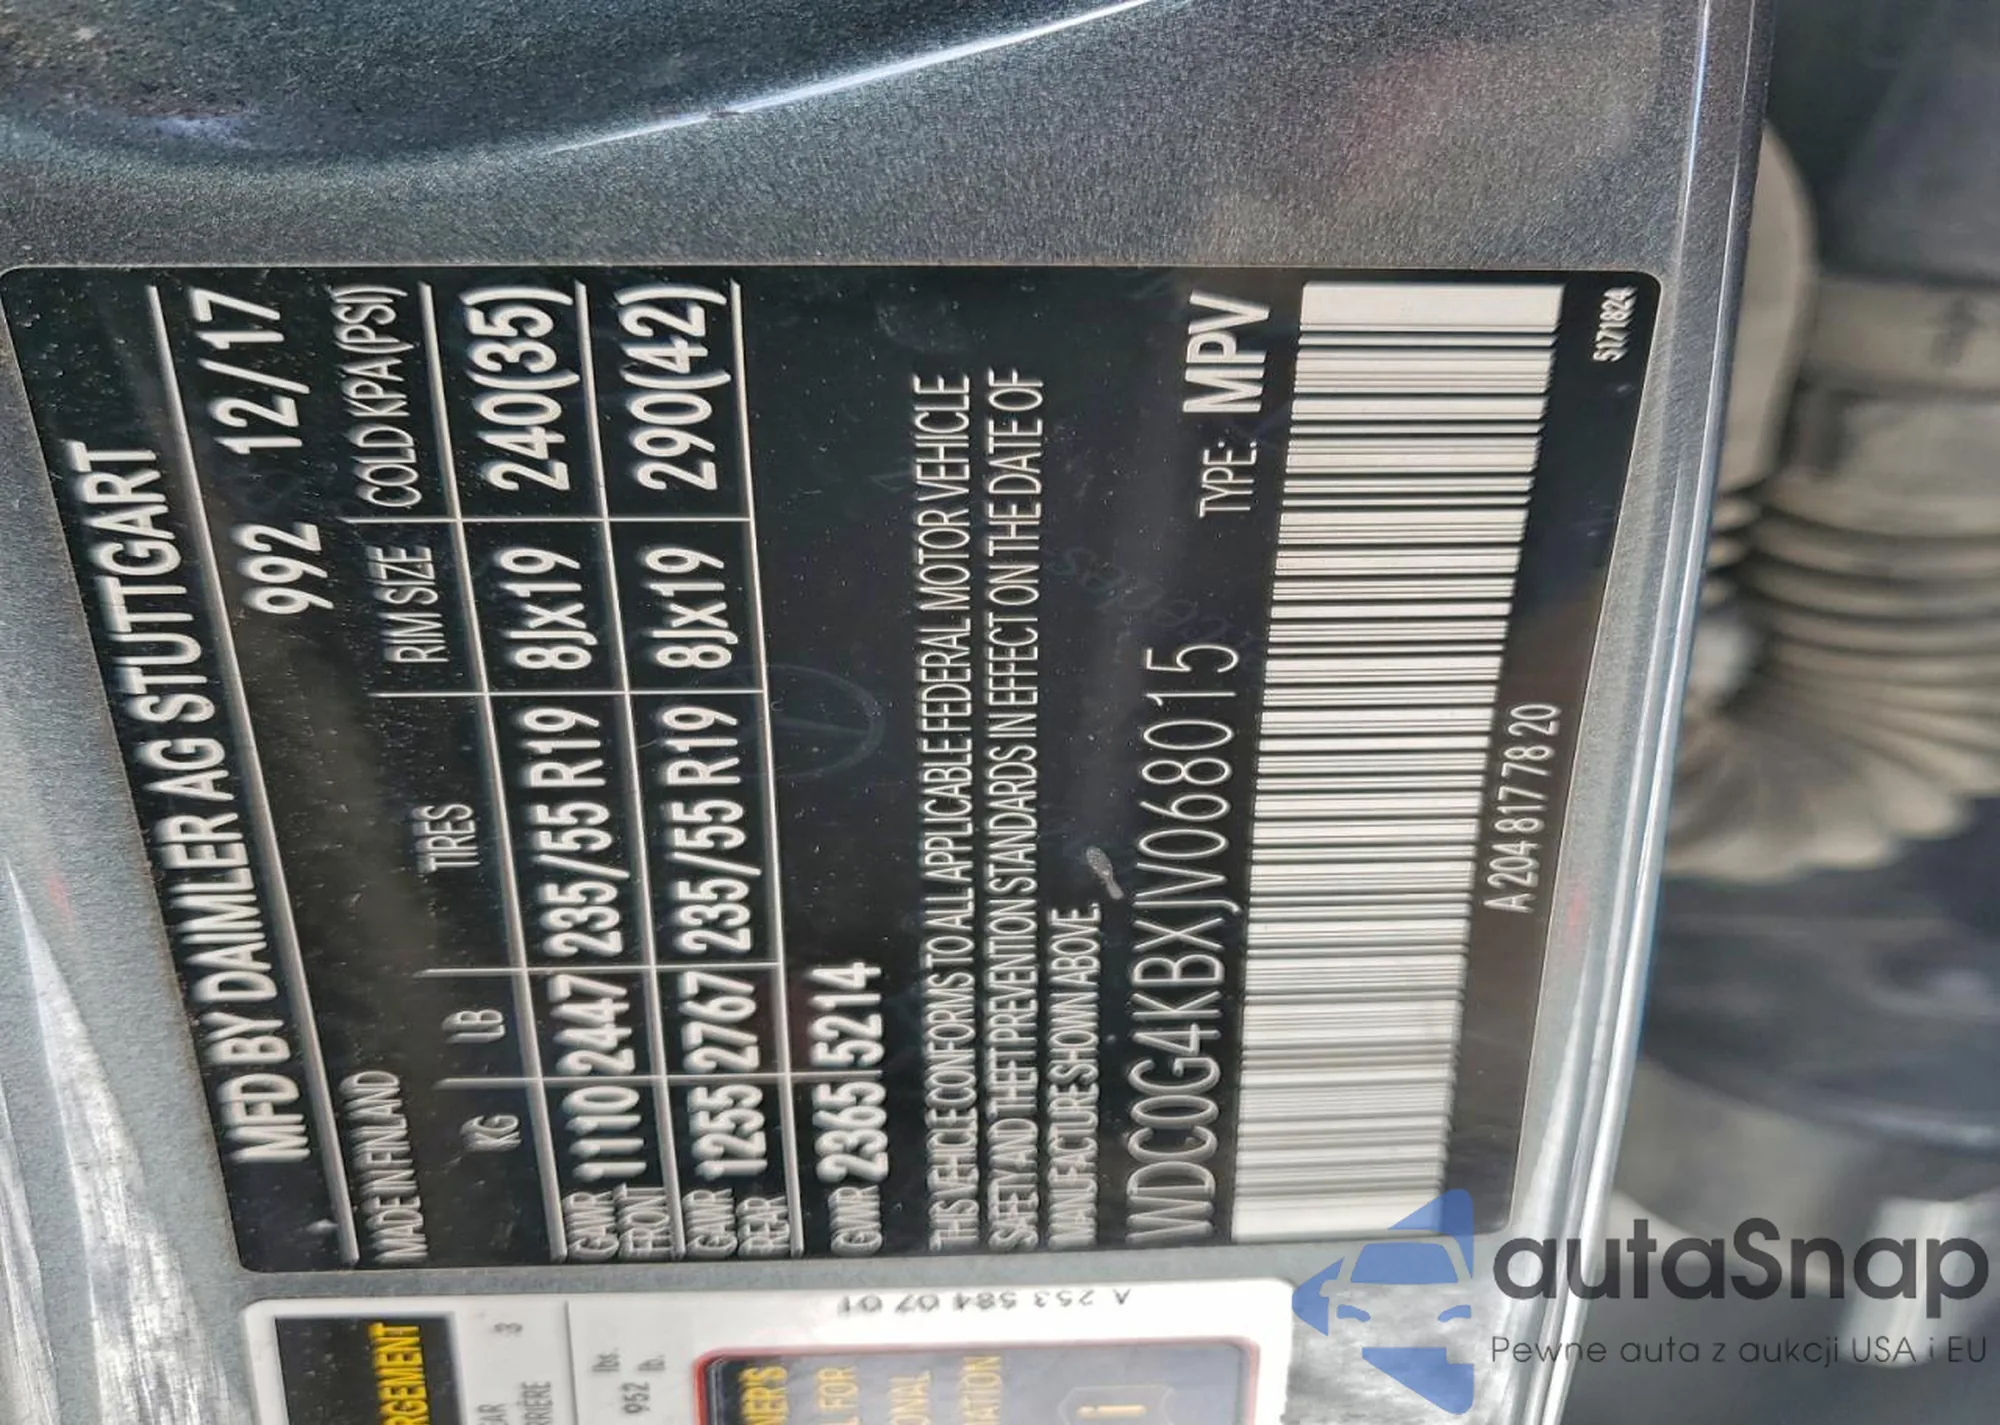 MFD BY DAIMLER AG STUTTGART
MADE IN FINLAND 992 12/17
KG LB TIRES RIM SIZE COLD KPA(PSI)
GAWR FRONT 1110 2447 235/55 R19 8Jx19 240(35)
GAWR REAR 1255 2767 235/55 R19 8Jx19 290(42)
GVWR 2365 5214
THIS VEHICLE CONFORMS TO ALL APPLICABLE FEDERAL MOTOR VEHICLE
SAFETY AND THEFT PREVENTION STANDARDS IN EFFECT ON THE DATE OF
MANUFACTURE SHOWN ABOVE.
WDC0G4KBXJV068015 TYPE: MPV
A 204 817 78 20
S171824
A 253 584 07 01
952 lb.
lbs.
autaSnap
Pewne auta z aukcji USA i EU